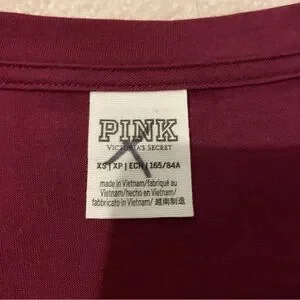 PINK
VICTORIA'S SECRET
XS | XP | ECH | 165/84A
made in Vietnam/fabriqué au
Vietnam/hecho en Vietnam/
fabbricato in Vietnam/ 越南制造